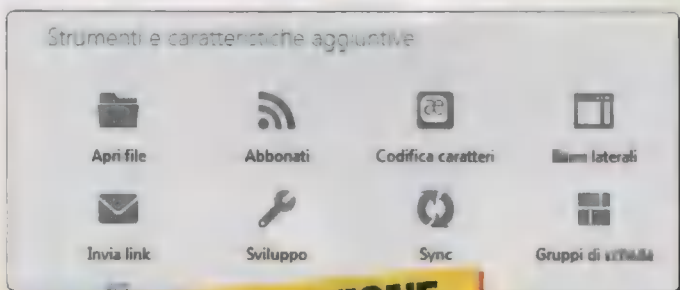 Strumenti e caratteristiche aggiuntive
Apri file Abbonati Codifica caratteri laterali
Invia link Sviluppo Sync Gruppi di